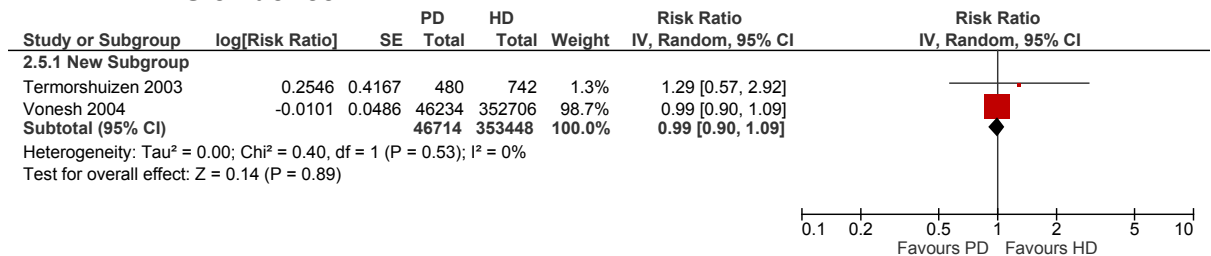 PD HD Risk Ratio Risk Ratio
Study or Subgroup log[Risk Ratio] SE Total Total Weight IV, Random, 95% CI IV, Random, 95% CI
2.5.1 New Subgroup
Termorshuizen 2003 0.2546 0.4167 480 742 1.3% 1.29 [0.57, 2.92]
Vonesh 2004 -0.0101 0.0486 46234 352706 98.7% 0.99 [0.90, 1.09]
Subtotal (95% CI) 46714 353448 100.0% 0.99 [0.90, 1.09]
Heterogeneity: Tau² = 0.00; Chi² = 0.40, df = 1 (P = 0.53); I² = 0%
Test for overall effect: Z = 0.14 (P = 0.89)
0.1 0.2 0.5 1 2 5 10
Favours PD Favours HD